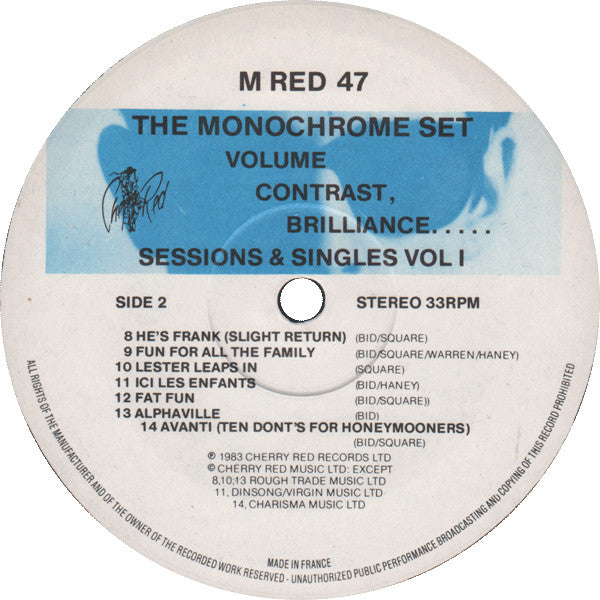 M RED 47
THE MONOCHROME SET
VOLUME
CONTRAST,
BRILLIANCE.....
SESSIONS & SINGLES VOL I
Cherry Red
SIDE 2
STEREO 33RPM
8 HE'S FRANK (SLIGHT RETURN) (BID/SQUARE)
9 FUN FOR ALL THE FAMILY (BID/SQUARE/WARREN/HANEY)
10 LESTER LEAPS IN (SQUARE)
11 ICI LES ENFANTS (BID/HANEY)
12 FAT FUN (BID/SQUARE))
13 ALPHAVILLE (BID)
14 AVANTI (TEN DONT'S FOR HONEYMOONERS)
(BID/SQUARE)
℗ 1983 CHERRY RED RECORDS LTD
© CHERRY RED MUSIC LTD: EXCEPT
8,10:13 ROUGH TRADE MUSIC LTD
11, DINSONG/VIRGIN MUSIC LTD
14, CHARISMA MUSIC LTD
MADE IN FRANCE
ALL RIGHTS OF THE MANUFACTURER AND OF THE OWNER OF THE RECORDED WORK RESERVED - UNAUTHORIZED PUBLIC PERFORMANCE BROADCASTING AND COPYING OF THIS RECORD PROHIBITED